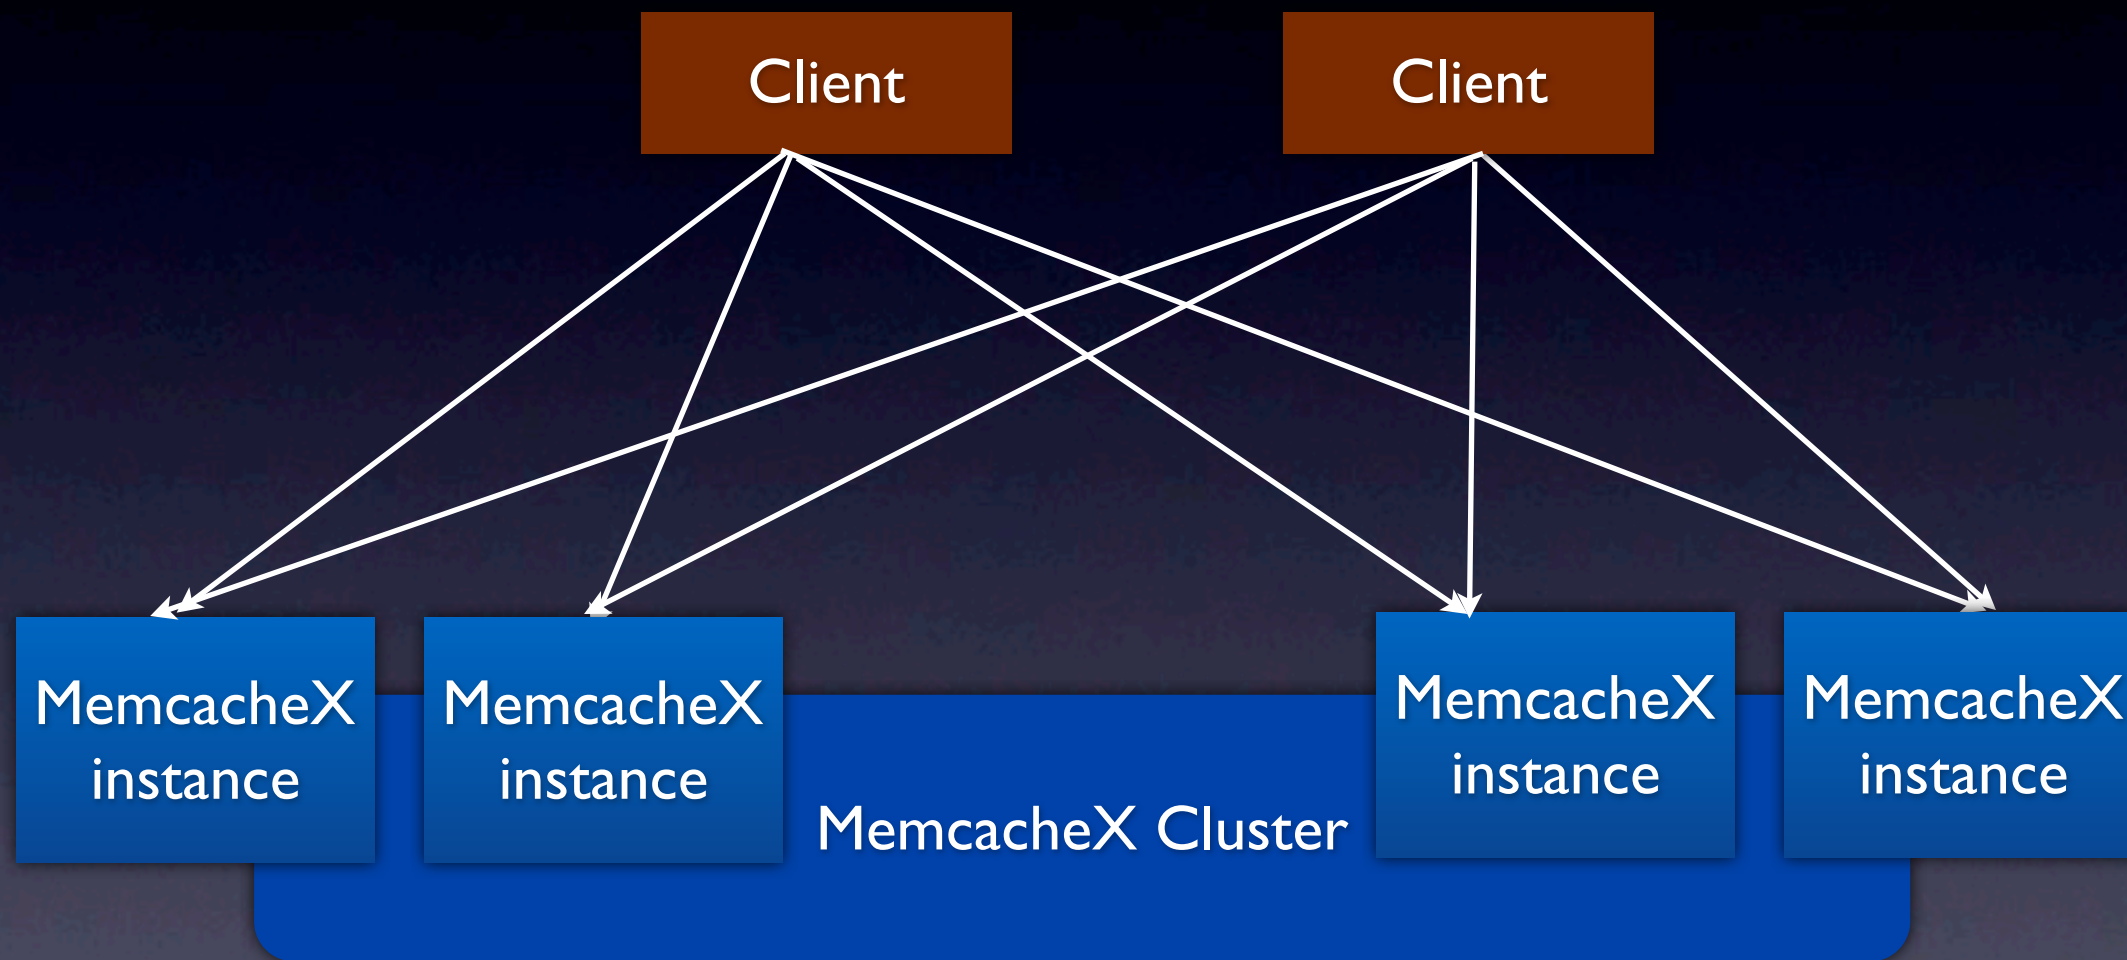 Client
Client
MemcacheX
instance
MemcacheX
instance
MemcacheX
instance
MemcacheX
instance
MemcacheX Cluster